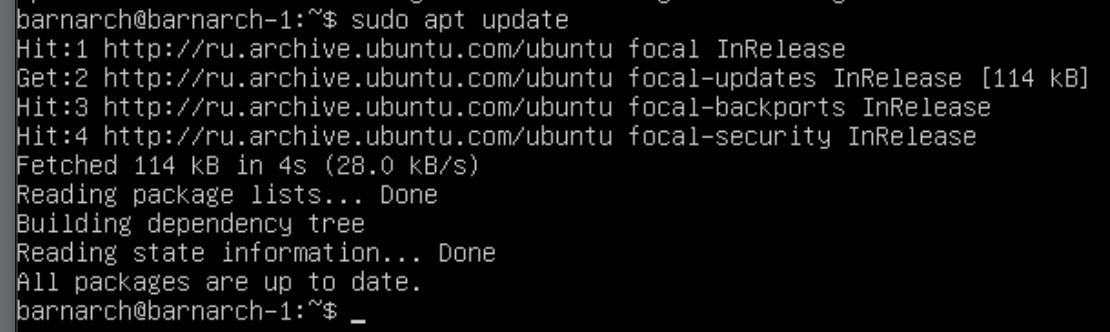 barnarch@barnarch-1:~$ sudo apt update
Hit:1 http://ru.archive.ubuntu.com/ubuntu focal InRelease
Get:2 http://ru.archive.ubuntu.com/ubuntu focal-updates InRelease [114 kB]
Hit:3 http://ru.archive.ubuntu.com/ubuntu focal-backports InRelease
Hit:4 http://ru.archive.ubuntu.com/ubuntu focal-security InRelease
Fetched 114 kB in 4s (28.0 kB/s)
Reading package lists... Done
Building dependency tree
Reading state information... Done
All packages are up to date.
barnarch@barnarch-1:~$ _